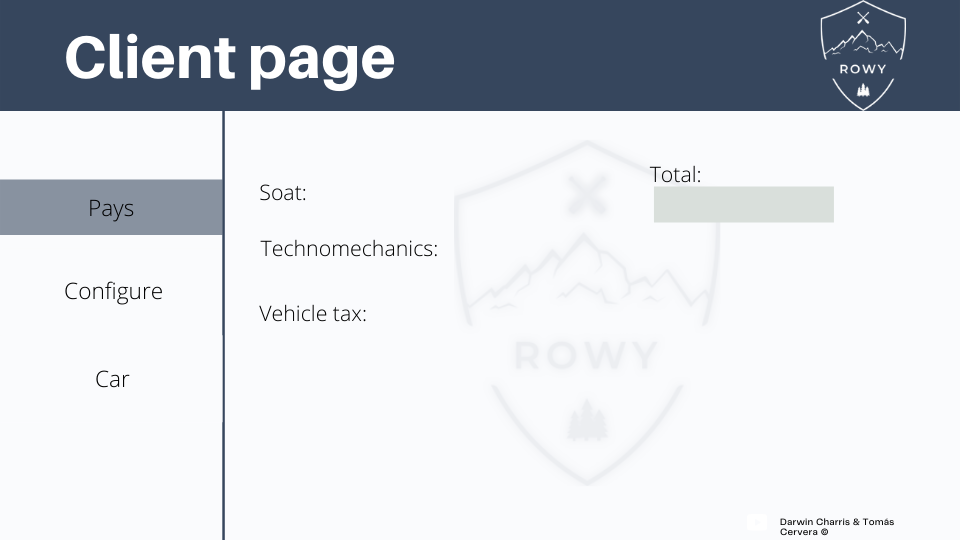 Client page
ROWY
Pays
Configure
Car
Soat:
Technomechanics:
Vehicle tax:
Total:
ROWY
Darwin Charris & Tomás
Cervera ©